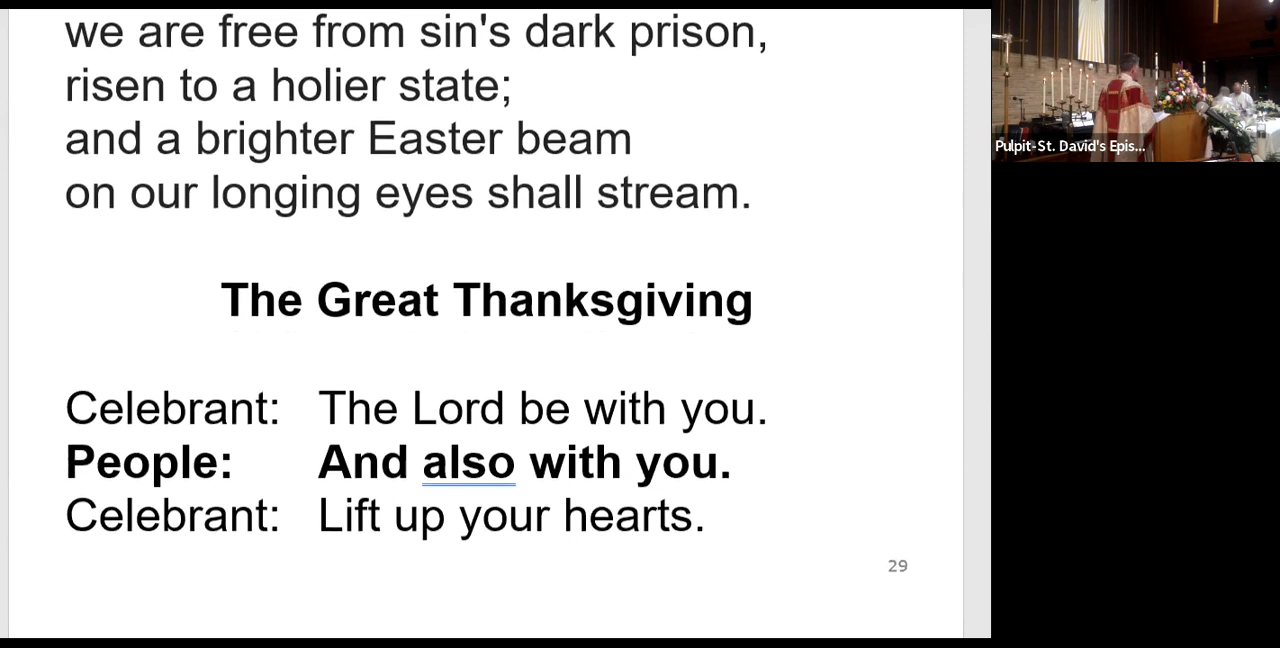 we are free from sin's dark prison,
risen to a holier state;
and a brighter Easter beam
on our longing eyes shall stream.
The Great Thanksgiving
Celebrant: The Lord be with you.
People: And also with you.
Celebrant: Lift up your hearts.
29
Pulpit-St. David's Epis...